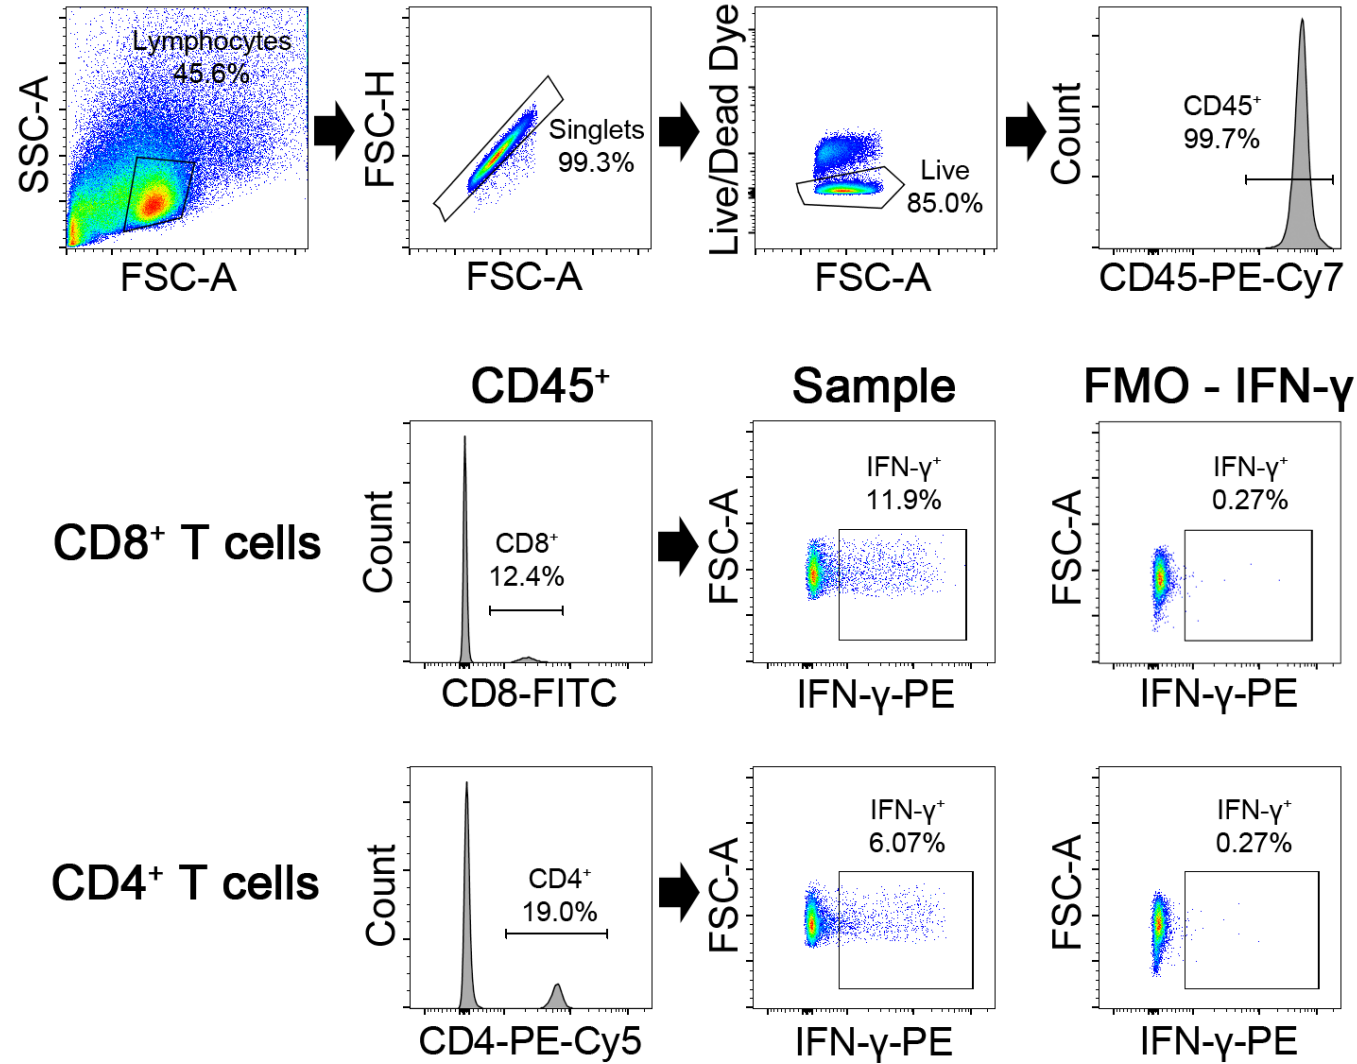 SSC-A
Lymphocytes
45.6%
FSC-A
FSC-H
Singlets
99.3%
FSC-A
Live/Dead Dye
Live
85.0%
FSC-A
Count
CD45⁺
99.7%
CD45-PE-Cy7
CD45⁺
Sample
FMO - IFN-γ
CD8⁺ T cells
Count
CD8⁺
12.4%
CD8-FITC
FSC-A
IFN-γ⁺
11.9%
IFN-γ-PE
FSC-A
IFN-γ⁺
0.27%
IFN-γ-PE
CD4⁺ T cells
Count
CD4⁺
19.0%
CD4-PE-Cy5
FSC-A
IFN-γ⁺
6.07%
IFN-γ-PE
FSC-A
IFN-γ⁺
0.27%
IFN-γ-PE